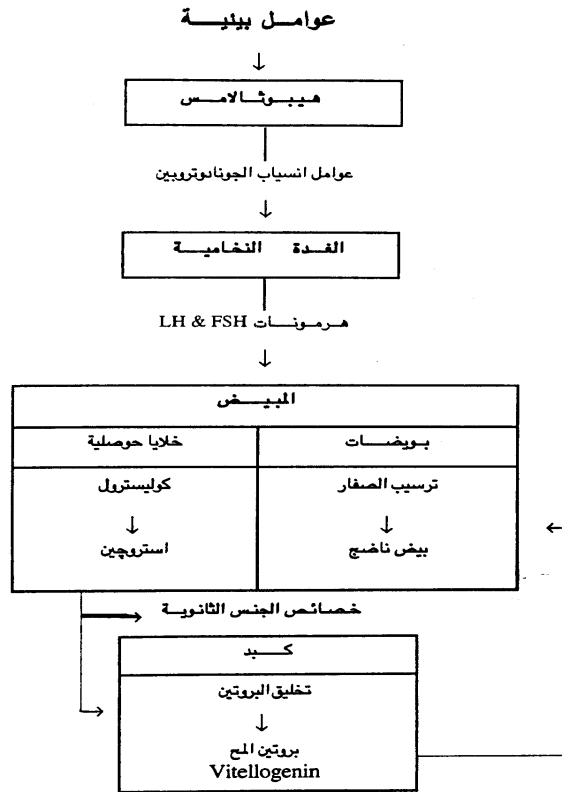 عوامل بيئية
↓
هيبوثالامس
عوامل انسياب الجونادوتروبين
↓
الغدة النخامية
هرمونات LH & FSH
↓
المبيض
بويضات
خلايا حوصلية
ترسيب الصفار
↓
بيض ناضج
كوليسترول
↓
استروچين
خصائص الجنس الثانوية
كبد
تخليق البروتين
↓
بروتين المح
Vitellogenin